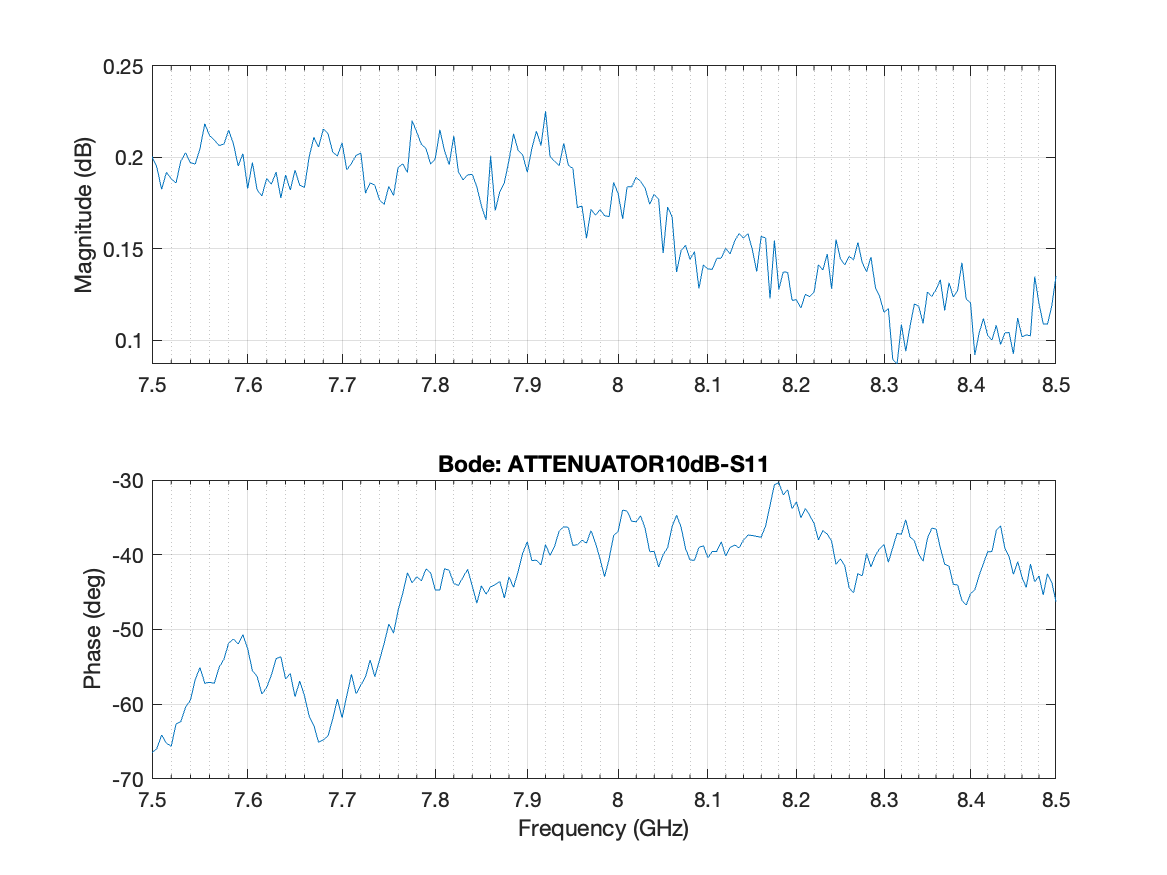 0.25
0.2
0.15
0.1
Magnitude (dB)
7.5 7.6 7.7 7.8 7.9 8 8.1 8.2 8.3 8.4 8.5
Bode: ATTENUATOR10dB-S11
-30
-40
-50
-60
-70
Phase (deg)
7.5 7.6 7.7 7.8 7.9 8 8.1 8.2 8.3 8.4 8.5
Frequency (GHz)